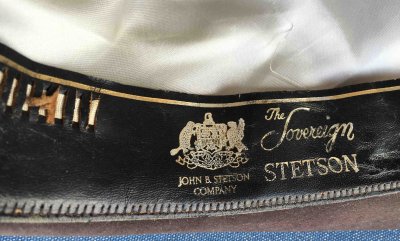 JOHN B. STETSON
COMPANY
The
Sovereign
STETSON